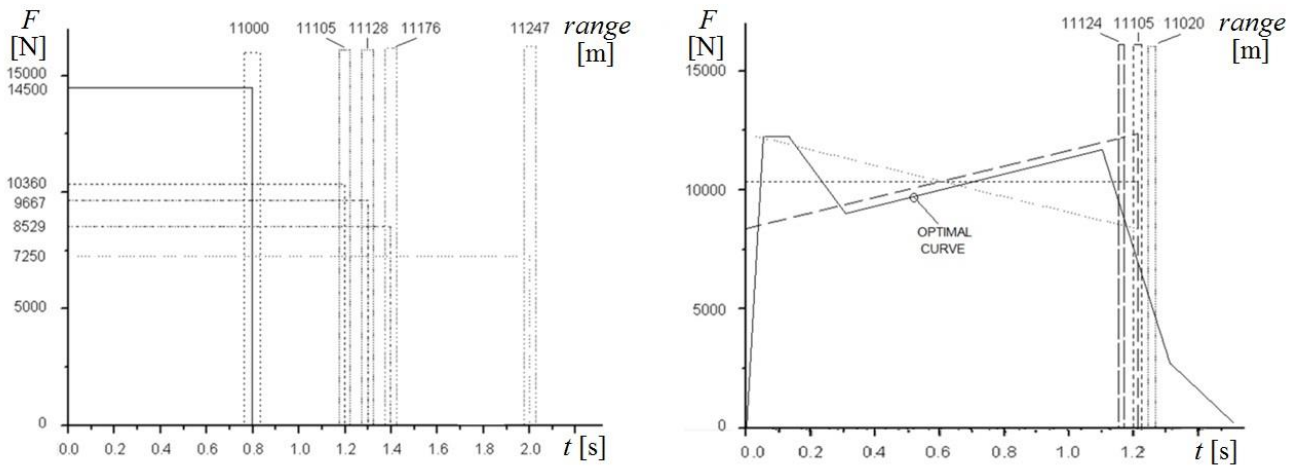 F
[N]
11000
11105
11128
11176
11247
range
[m]
15000
14500
10360
9667
8529
7250
5000
0
0.0 0.2 0.4 0.6 0.8 1.0 1.2 1.4 1.6 1.8 2.0 t [s]
F
[N]
11124 11105 11020
range
[m]
15000
10000
5000
0
OPTIMAL
CURVE
0.0 0.2 0.4 0.6 0.8 1.0 1.2 t [s]